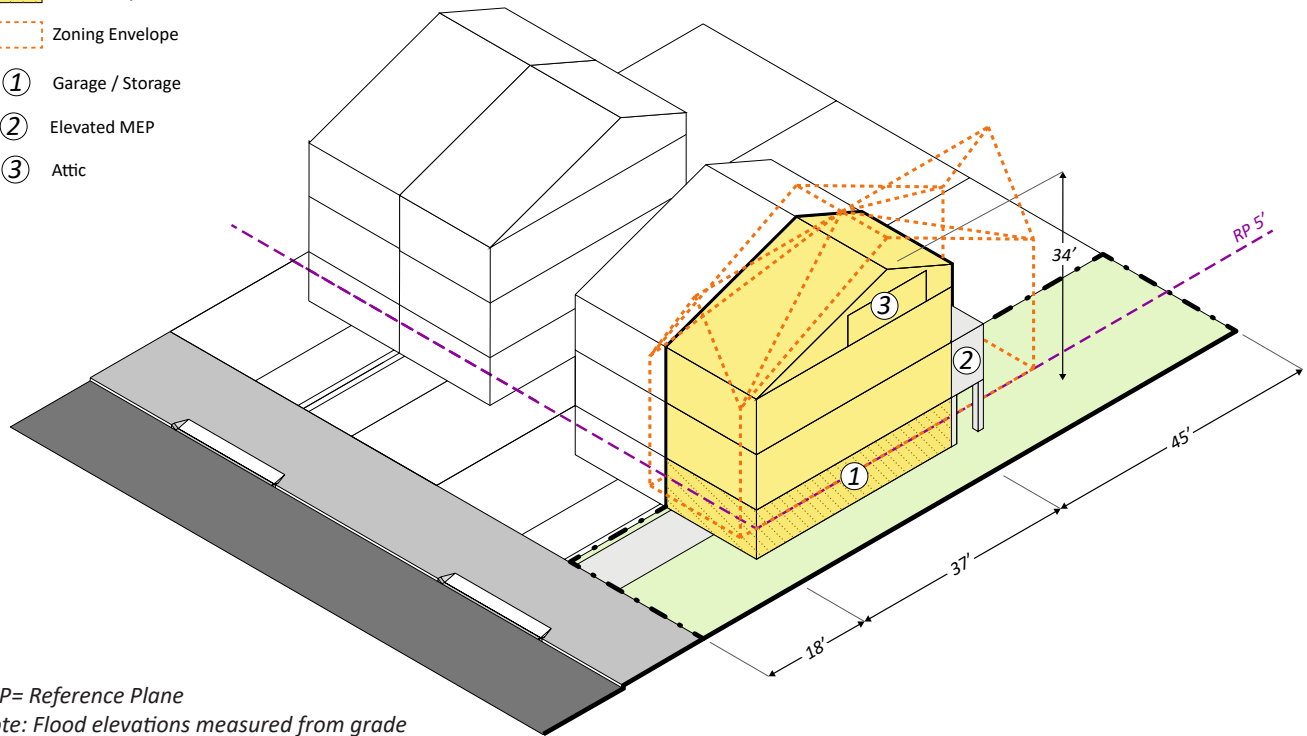 Zoning Envelope
1 Garage / Storage
2 Elevated MEP
3 Attic
RP 5’
34’
3
2
1
45’
37’
18’
P= Reference Plane
ote: Flood elevations measured from grade